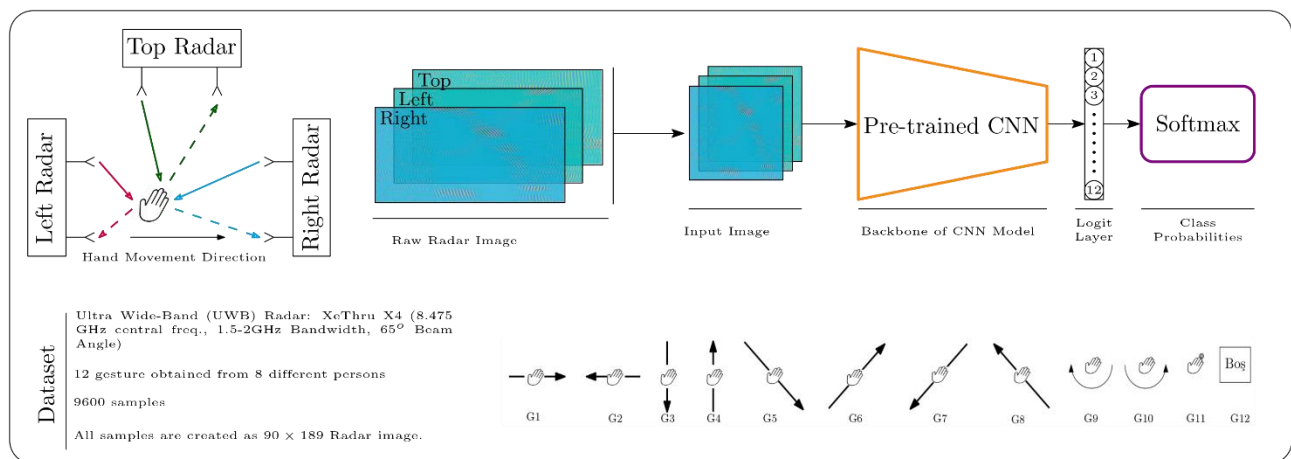 Top Radar
Left Radar
Right Radar
Hand Movement Direction
Top
Left
Right
Raw Radar Image
Input Image
Pre-trained CNN
Backbone of CNN Model
1
2
3
12
Logit
Layer
Softmax
Class
Probabilities
Dataset
Ultra Wide-Band (UWB) Radar: XeThru X4 (8.475
GHz central freq., 1.5-2GHz Bandwidth, 65° Beam
Angle)
12 gesture obtained from 8 different persons
9600 samples
All samples are created as 90 × 189 Radar image.
Boş
G1 G2 G3 G4 G5 G6 G7 G8 G9 G10 G11 G12